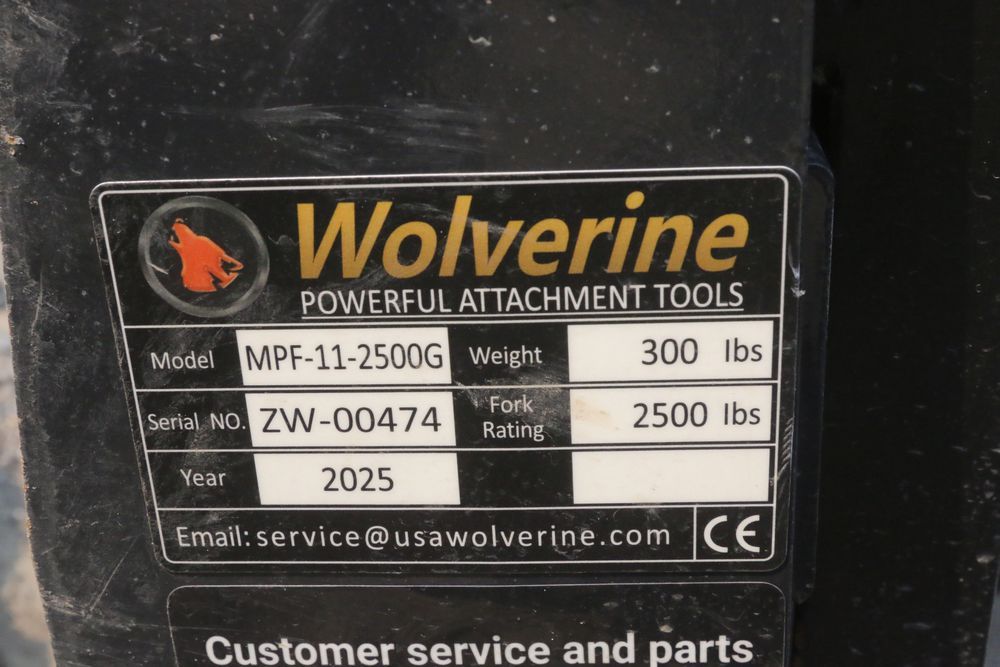 Wolverine
POWERFUL ATTACHMENT TOOLS
Model MPF-11-2500G Weight 300 lbs
Serial NO. ZW-00474 Fork Rating 2500 lbs
Year 2025
Email: service@usawolverine.com CE
Customer service and parts